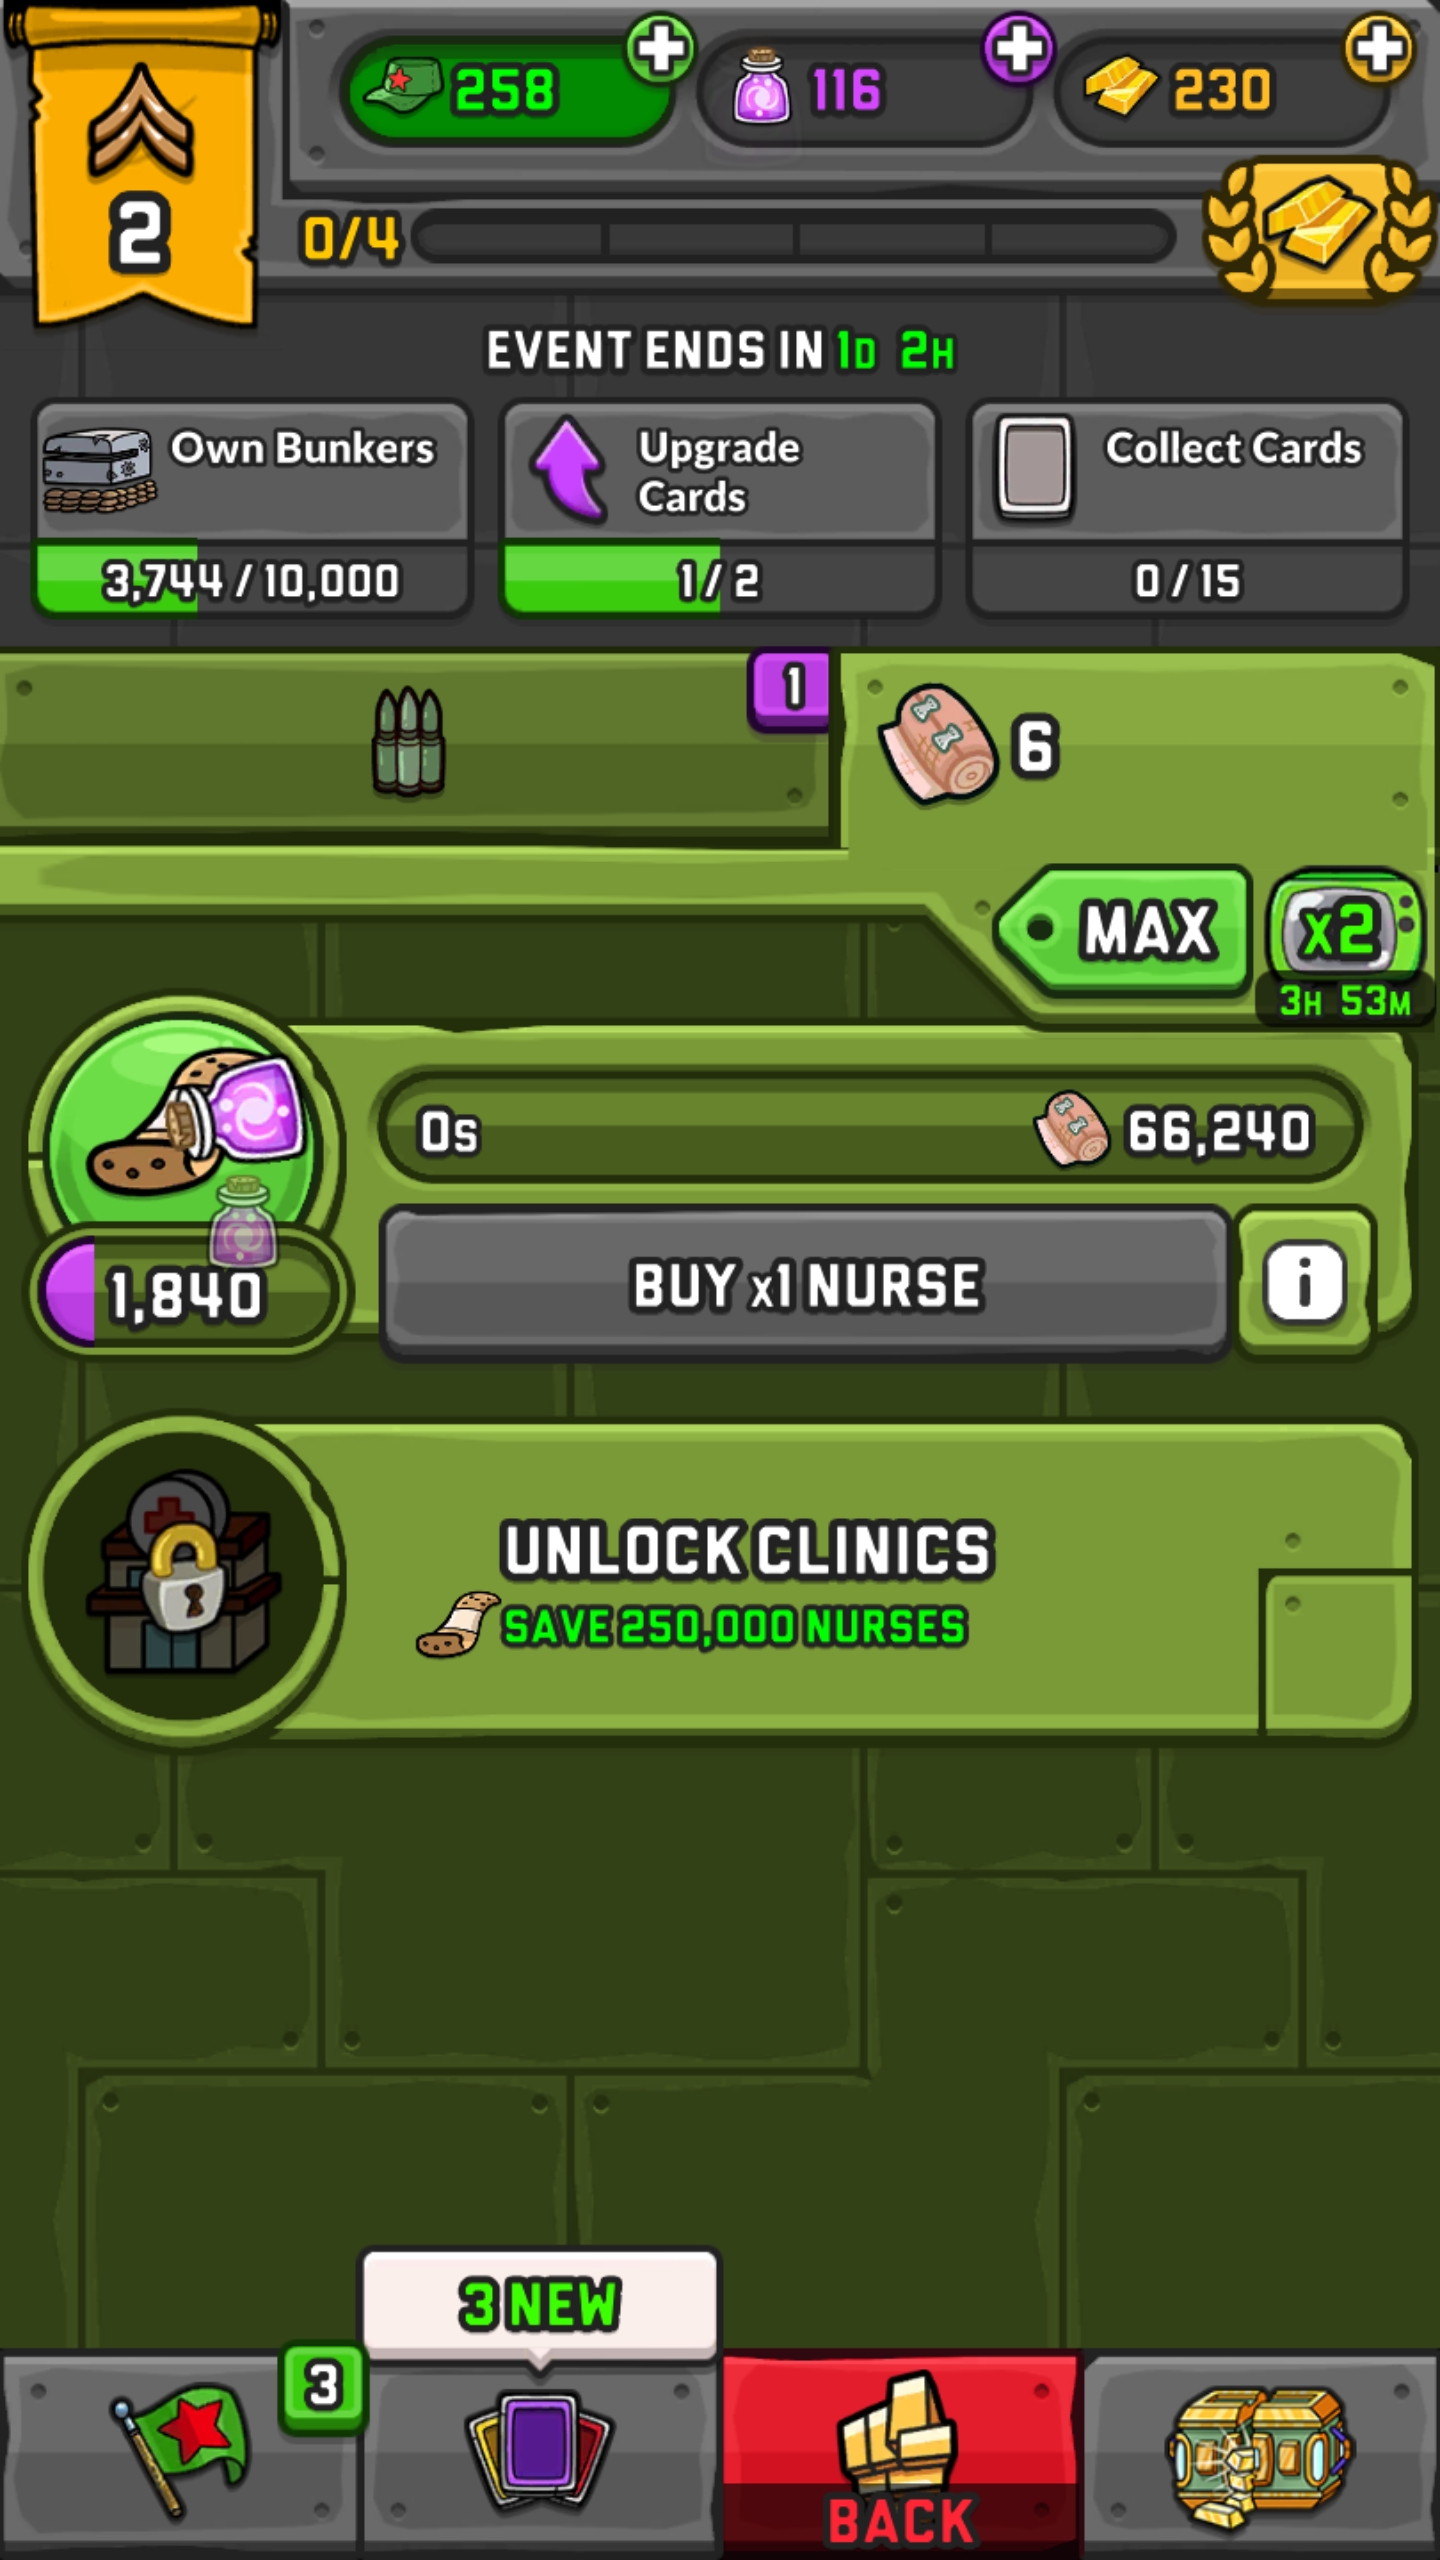 258
116
230
2
0/4
EVENT ENDS IN 1D 2H
Own Bunkers
3,744 / 10,000
Upgrade
Cards
1 / 2
Collect Cards
0 / 15
1
6
MAX
x2
3H 53M
0s
66,240
1,840
BUY x1 NURSE
i
UNLOCK CLINICS
SAVE 250,000 NURSES
3 NEW
3
BACK